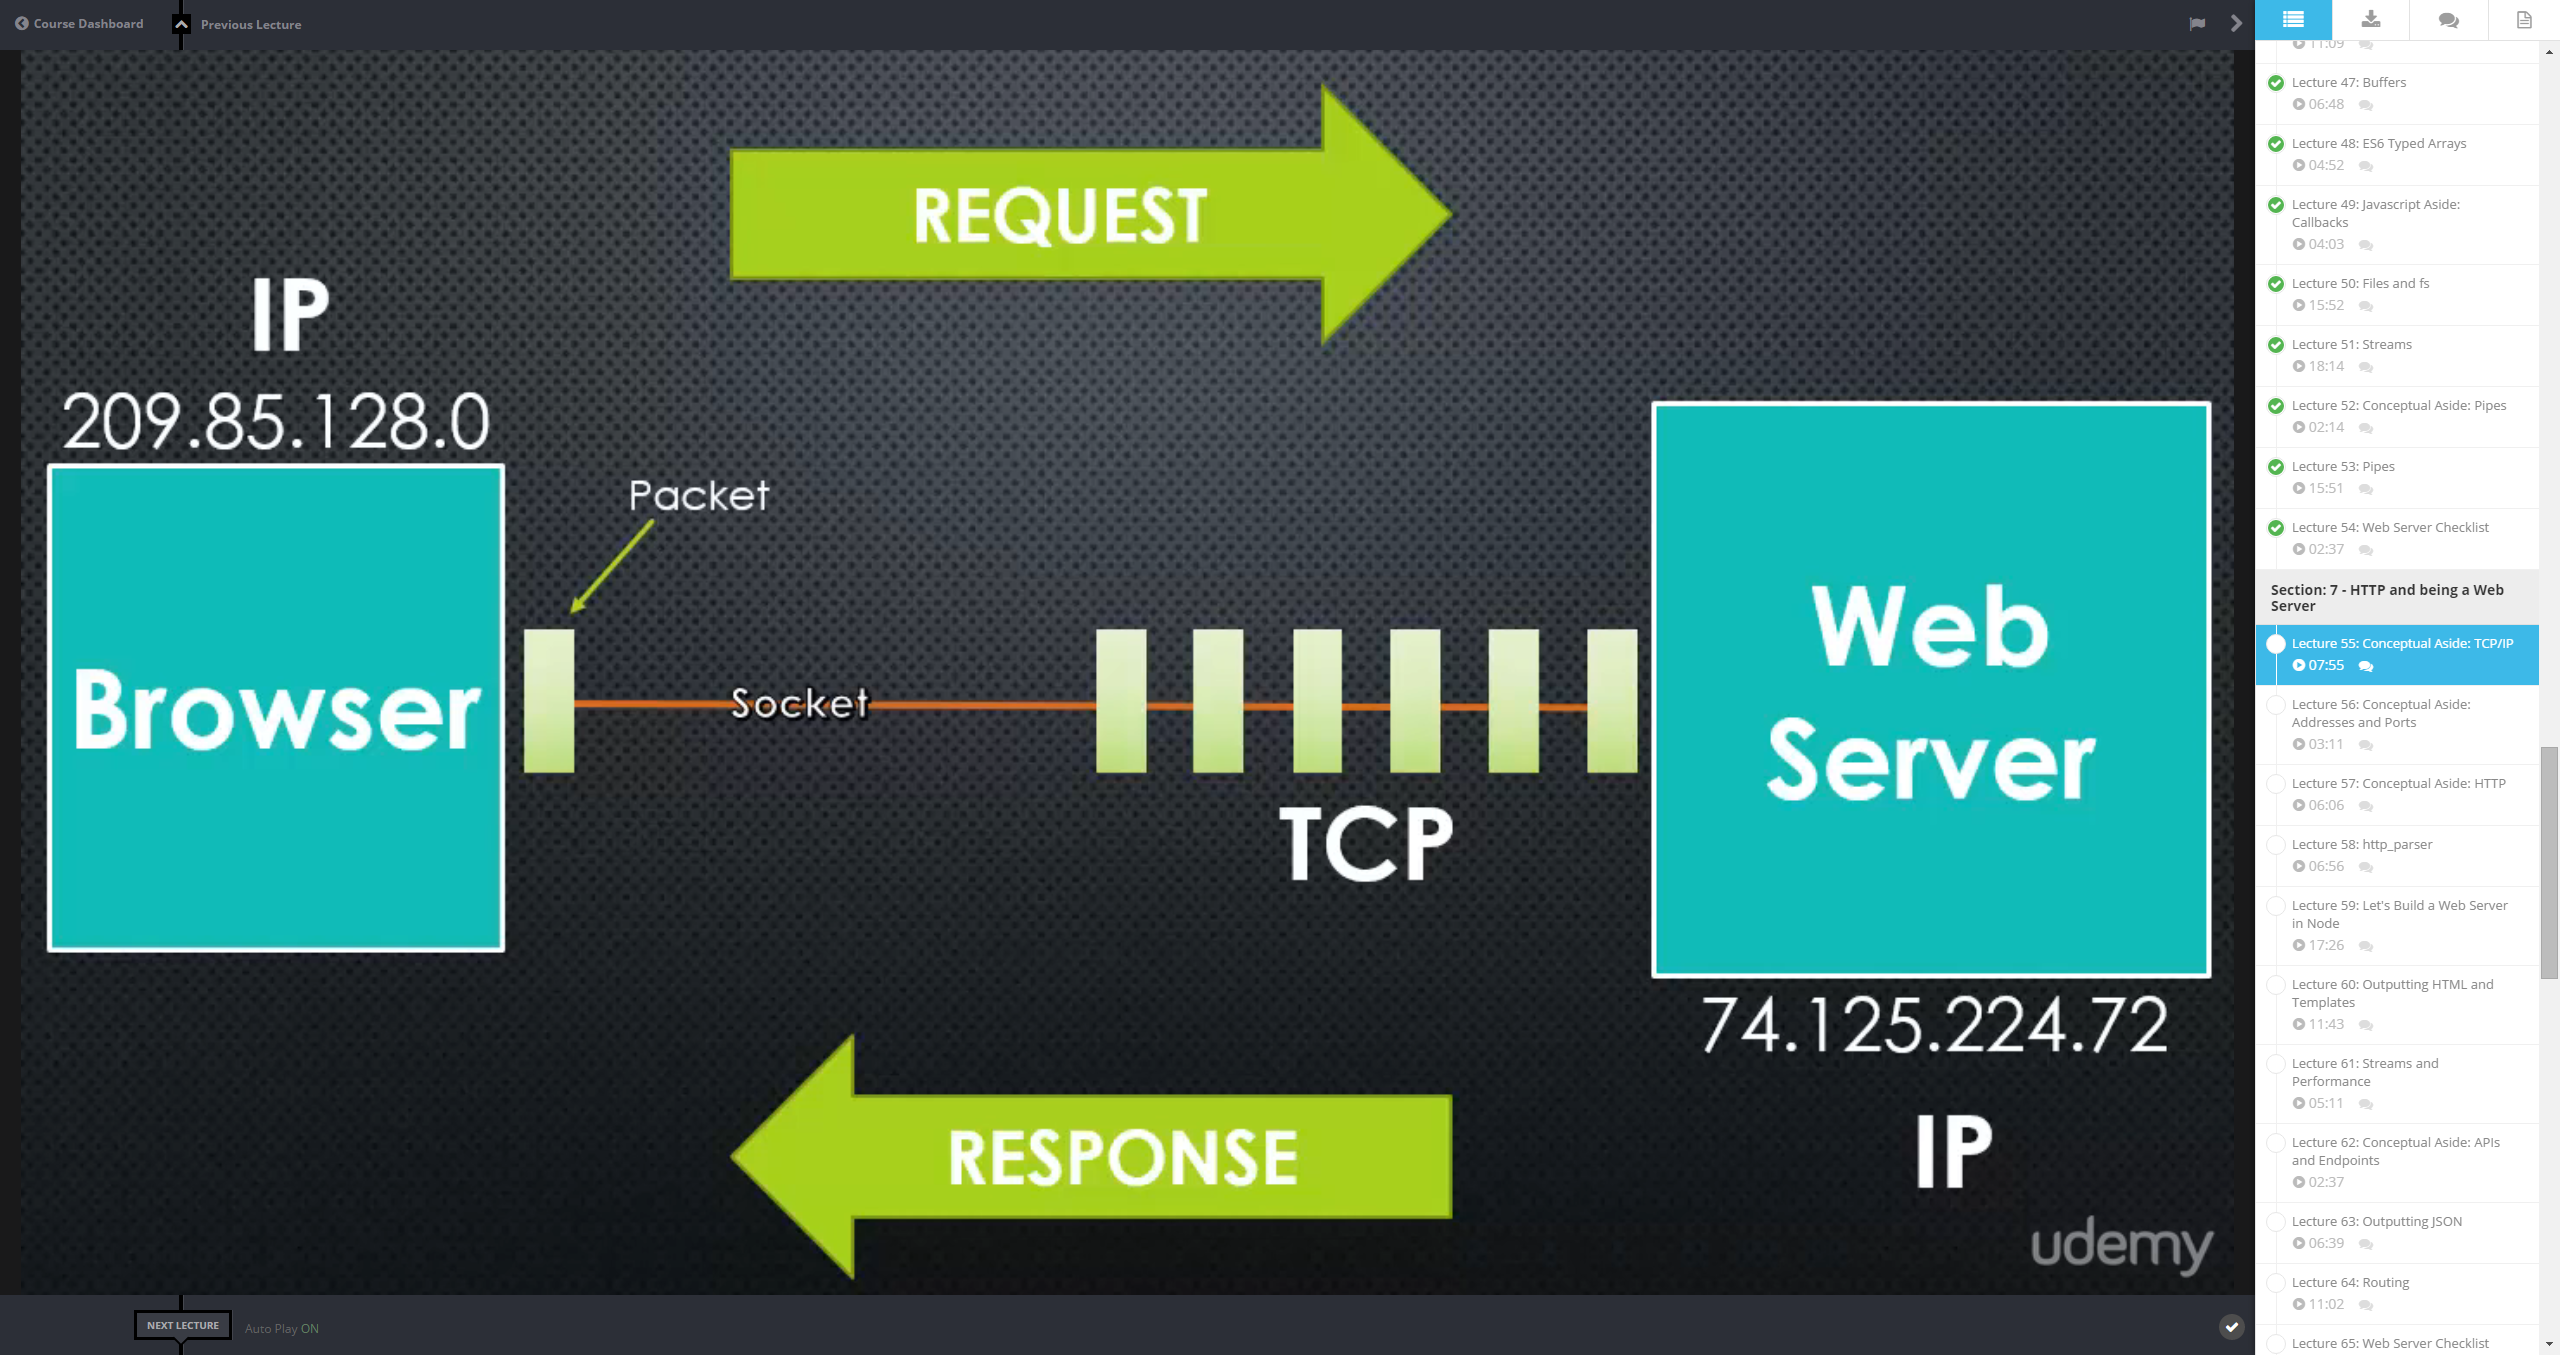 Course Dashboard
Previous Lecture
REQUEST
IP
209.85.128.0
Packet
Browser
Socket
TCP
Web
Server
74.125.224.72
IP
RESPONSE
udemy
NEXT LECTURE
Auto Play ON
11:09
Lecture 47: Buffers
06:48
Lecture 48: ES6 Typed Arrays
04:52
Lecture 49: Javascript Aside:
Callbacks
04:03
Lecture 50: Files and fs
15:52
Lecture 51: Streams
18:14
Lecture 52: Conceptual Aside: Pipes
02:14
Lecture 53: Pipes
15:51
Lecture 54: Web Server Checklist
02:37
Section: 7 - HTTP and being a Web
Server
Lecture 55: Conceptual Aside: TCP/IP
07:55
Lecture 56: Conceptual Aside:
Addresses and Ports
03:11
Lecture 57: Conceptual Aside: HTTP
06:06
Lecture 58: http_parser
06:56
Lecture 59: Let's Build a Web Server
in Node
17:26
Lecture 60: Outputting HTML and
Templates
11:43
Lecture 61: Streams and
Performance
05:11
Lecture 62: Conceptual Aside: APIs
and Endpoints
02:37
Lecture 63: Outputting JSON
06:39
Lecture 64: Routing
11:02
Lecture 65: Web Server Checklist